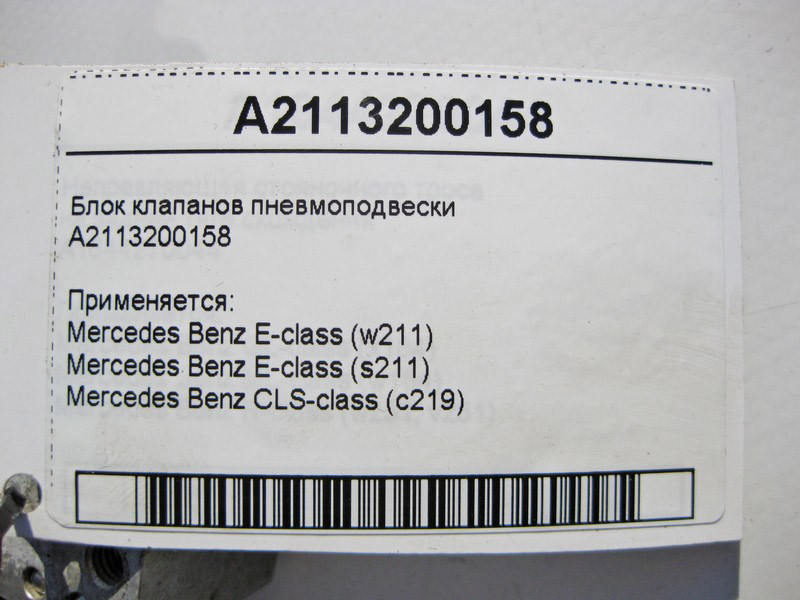 A2113200158
Блок клапанов пневмоподвески
A2113200158
Применяется:
Mercedes Benz E-class (w211)
Mercedes Benz E-class (s211)
Mercedes Benz CLS-class (c219)